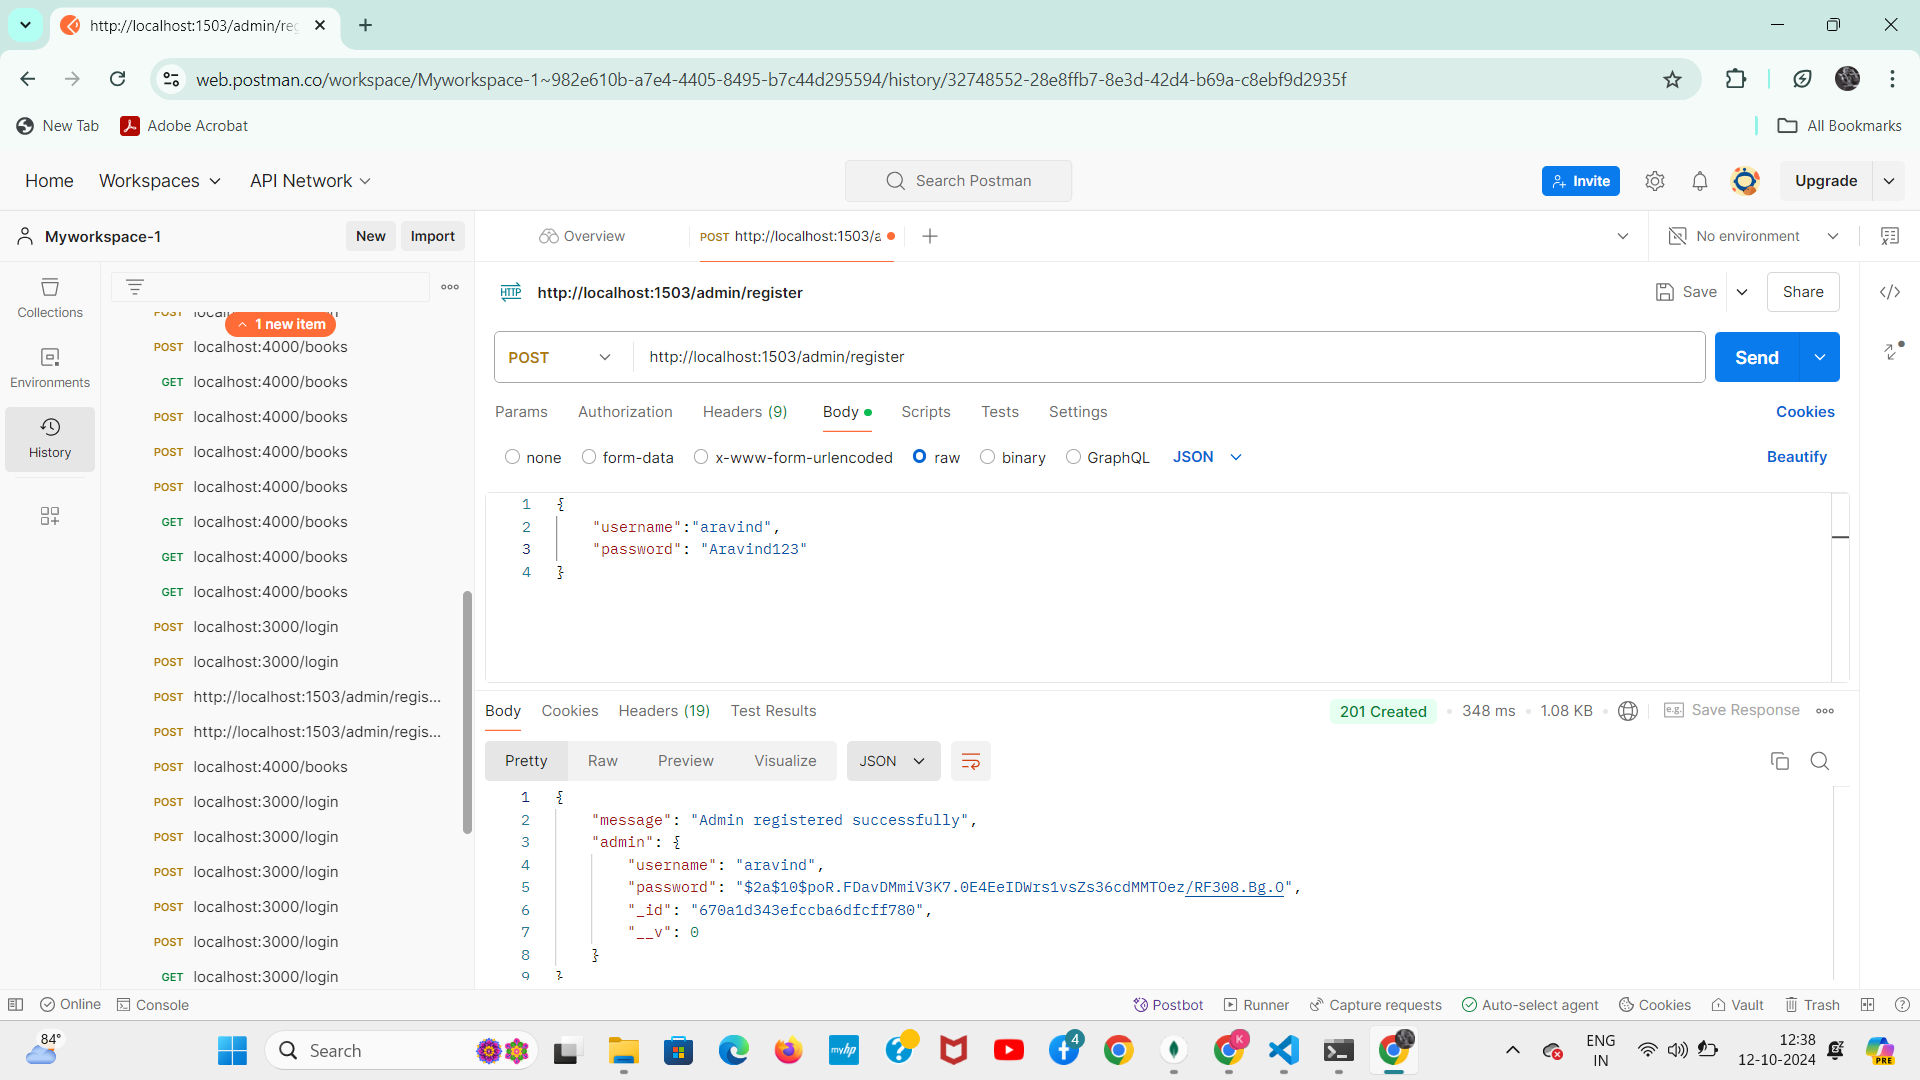 http://localhost:1503/admin/reg
web.postman.co/workspace/Myworkspace-1~982e610b-a7e4-4405-8495-b7c44d295594/history/32748552-28e8ffb7-8e3d-42d4-b69a-c8ebf9d2935f
New Tab
Adobe Acrobat
All Bookmarks
Home
Workspaces
API Network
Search Postman
Invite
Upgrade
Myworkspace-1
New
Import
Overview
POST http://localhost:1503/a
No environment
Collections
Environments
History
1 new item
POST localhost:4000/books
GET localhost:4000/books
POST localhost:4000/books
POST localhost:4000/books
POST localhost:4000/books
GET localhost:4000/books
GET localhost:4000/books
GET localhost:4000/books
POST localhost:3000/login
POST localhost:3000/login
POST http://localhost:1503/admin/regis...
POST http://localhost:1503/admin/regis...
POST localhost:4000/books
POST localhost:3000/login
POST localhost:3000/login
POST localhost:3000/login
POST localhost:3000/login
POST localhost:3000/login
GET localhost:3000/login
HTTP http://localhost:1503/admin/register
Save
Share
POST
http://localhost:1503/admin/register
Send
Params
Authorization
Headers (9)
Body
Scripts
Tests
Settings
Cookies
none
form-data
x-www-form-urlencoded
raw
binary
GraphQL
JSON
Beautify
1 {
2 "username":"aravind",
3 "password": "Aravind123"
4 }
Body
Cookies
Headers (19)
Test Results
201 Created
348 ms
1.08 KB
e.g. Save Response
Pretty
Raw
Preview
Visualize
JSON
1 {
2 "message": "Admin registered successfully",
3 "admin": {
4 "username": "aravind",
5 "password": "$2a$10$poR.FDavDMmiV3K7.0E4EeIDWrs1vsZs36cdMMTOez/RF308.Bg.O",
6 "_id": "670a1d343efccba6dfcff780",
7 "__v": 0
8 }
9 }
Online
Console
Postbot
Runner
Capture requests
Auto-select agent
Cookies
Vault
Trash
84°
Search
myhp
4
K
ENG
IN
12:38
12-10-2024
PRE